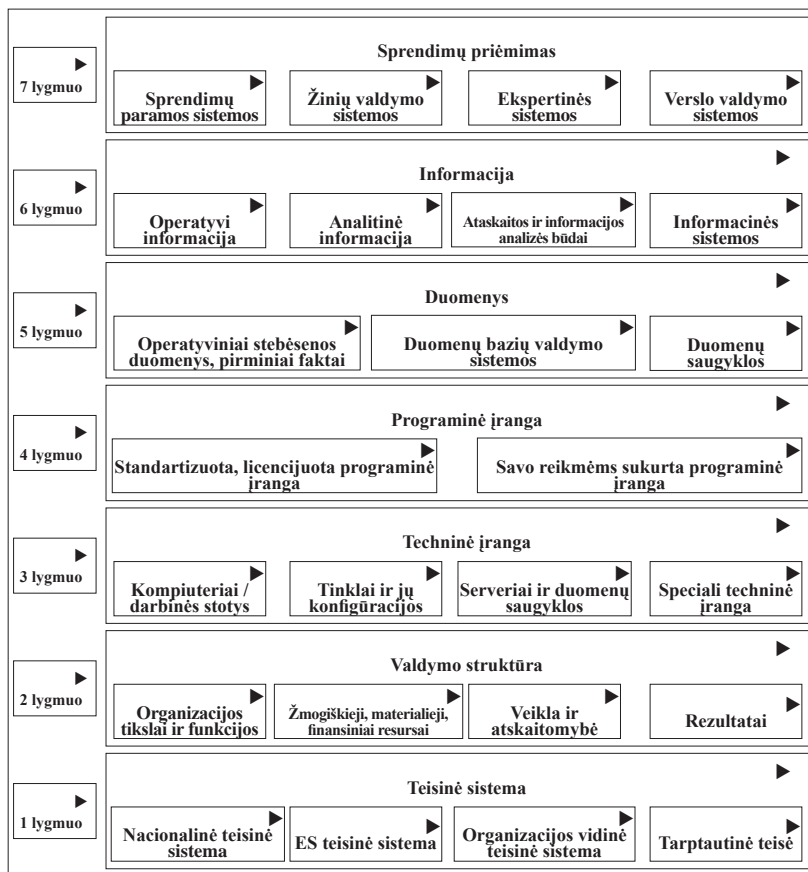 Sprendimų priėmimas
7 lygmuo
Sprendimų
paramos sistemos
Žinių valdymo
sistemos
Ekspertinės
sistemos
Verslo valdymo
sistemos
Informacija
6 lygmuo
Operatyvi
informacija
Analitinė
informacija
Ataskaitos ir informacijos
analizės būdai
Informacinės
sistemos
Duomenys
5 lygmuo
Operatyviniai stebėsenos
duomenys, pirminiai faktai
Duomenų bazių valdymo
sistemos
Duomenų
saugyklos
Programinė įranga
4 lygmuo
Standartizuota, licencijuota programinė
įranga
Savo reikmėms sukurta programinė
įranga
Techninė įranga
3 lygmuo
Kompiuteriai /
darbinės stotys
Tinklai ir jų
konfigūracijos
Serveriai ir duomenų
saugyklos
Speciali techninė
įranga
Valdymo struktūra
2 lygmuo
Organizacijos
tikslai ir funkcijos
Žmogiškieji, materialieji,
finansiniai resursai
Veikla ir
atskaitomybė
Rezultatai
Teisinė sistema
1 lygmuo
Nacionalinė teisinė
sistema
ES teisinė sistema
Organizacijos vidinė
teisinė sistema
Tarptautinė teisė